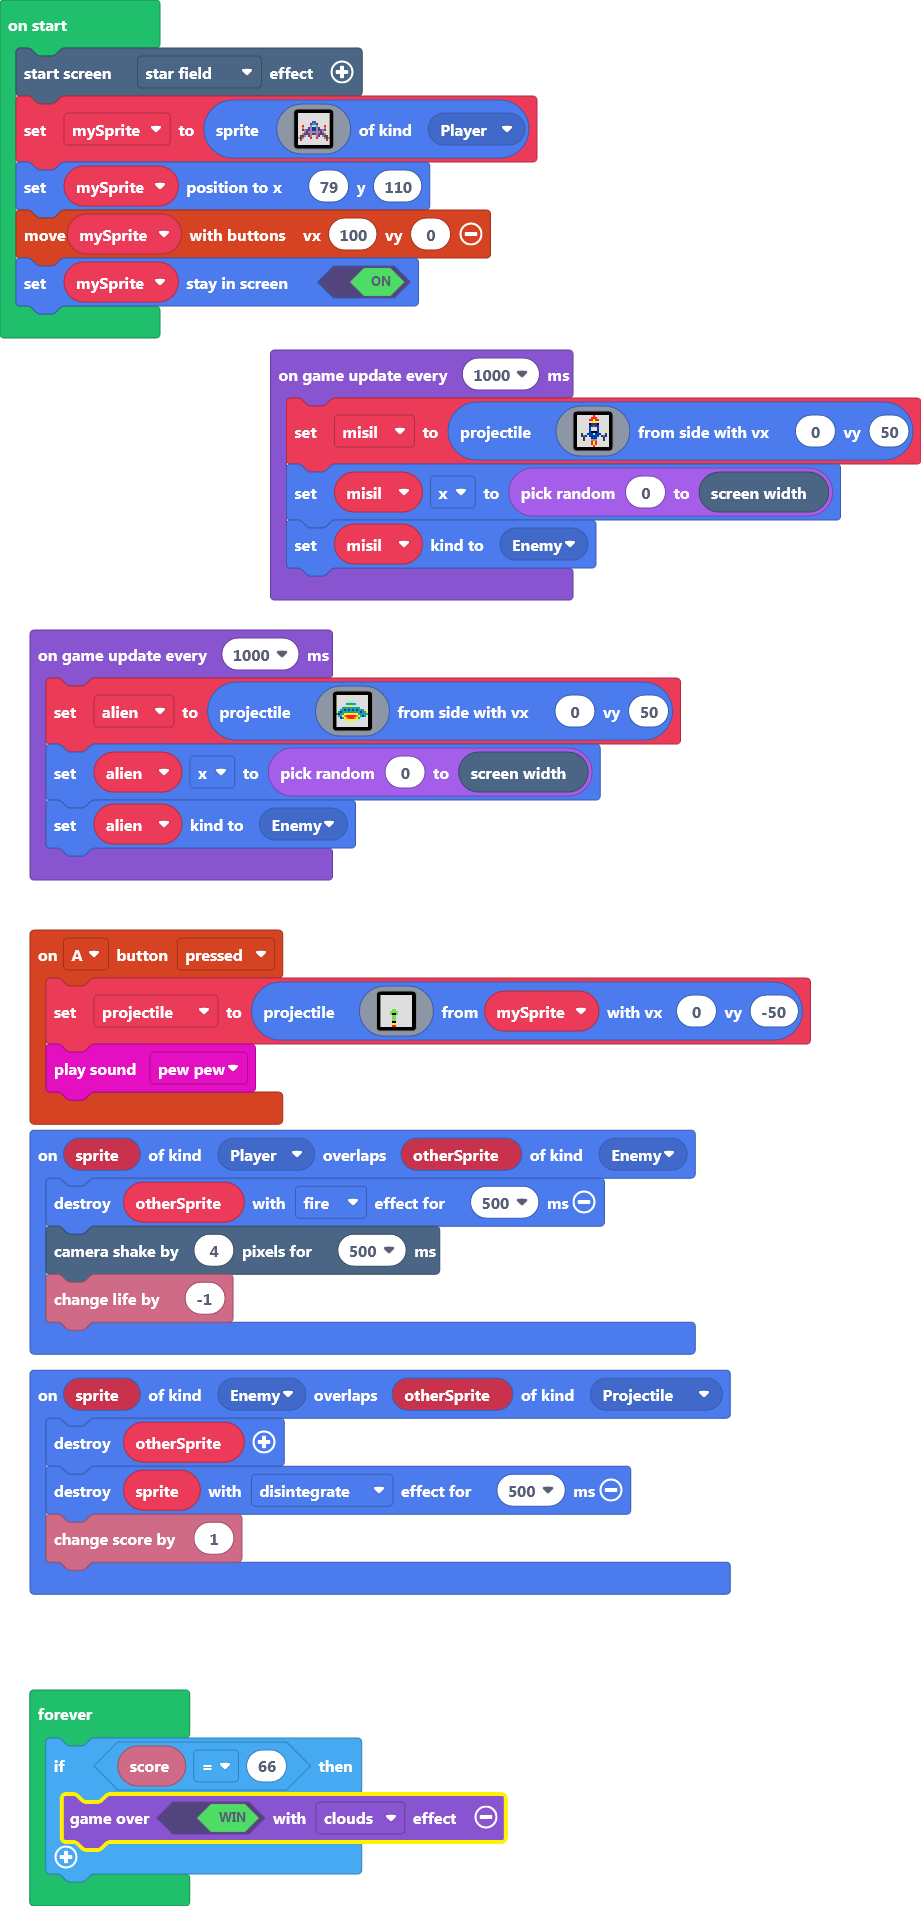 on start
start screen star field effect
set mySprite to sprite of kind Player
set mySprite position to x 79 y 110
move mySprite with buttons vx 100 vy 0
set mySprite stay in screen ON
on game update every 1000 ms
set misil to projectile from side with vx 0 vy 50
set misil x to pick random 0 to screen width
set misil kind to Enemy
on game update every 1000 ms
set alien to projectile from side with vx 0 vy 50
set alien x to pick random 0 to screen width
set alien kind to Enemy
on A button pressed
set projectile to projectile from mySprite with vx 0 vy -50
play sound pew pew
on sprite of kind Player overlaps otherSprite of kind Enemy
destroy otherSprite with fire effect for 500 ms
camera shake by 4 pixels for 500 ms
change life by -1
on sprite of kind Enemy overlaps otherSprite of kind Projectile
destroy otherSprite
destroy sprite with disintegrate effect for 500 ms
change score by 1
forever
if score = 66 then
game over WIN with clouds effect